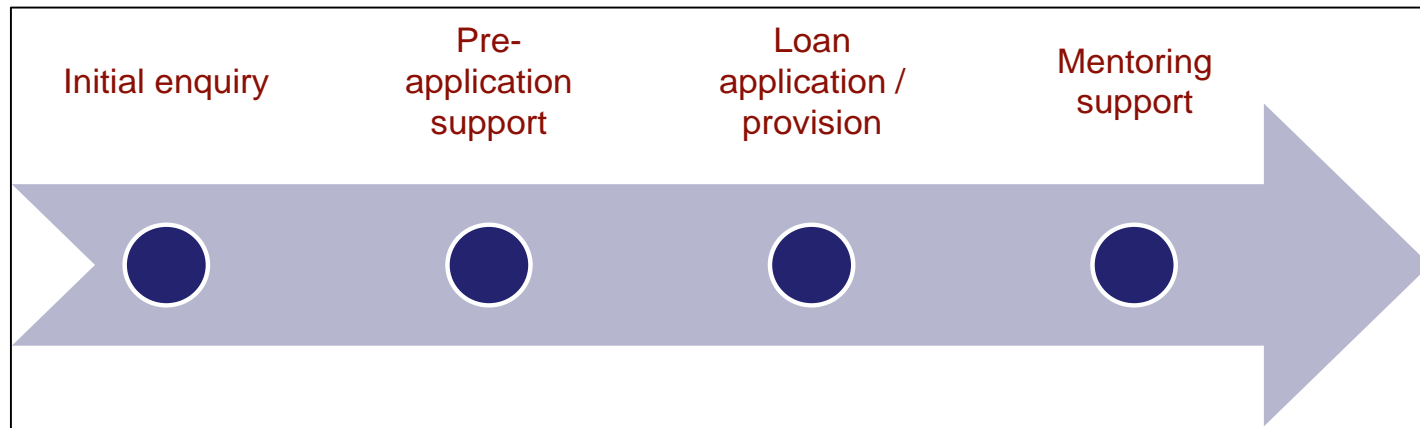 Initial enquiry
Pre-
application
support
Loan
application /
provision
Mentoring
support